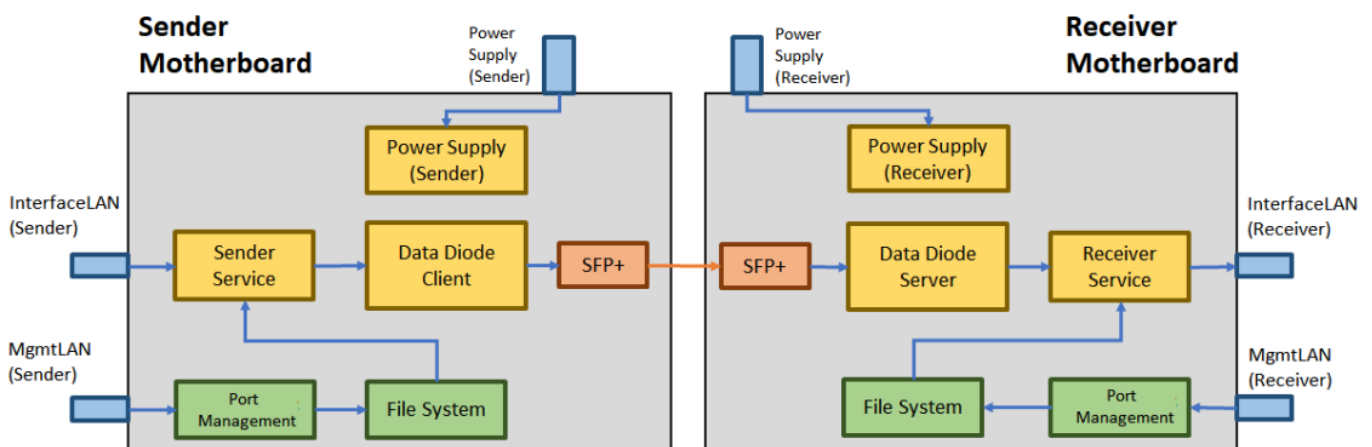 Sender
Motherboard
Power
Supply
(Sender)
Power
Supply
(Receiver)
Receiver
Motherboard
Power Supply
(Sender)
Power Supply
(Receiver)
InterfaceLAN
(Sender)
Sender
Service
Data Diode
Client
SFP+
SFP+
Data Diode
Server
Receiver
Service
InterfaceLAN
(Receiver)
MgmtLAN
(Sender)
Port
Management
File System
File System
Port
Management
MgmtLAN
(Receiver)